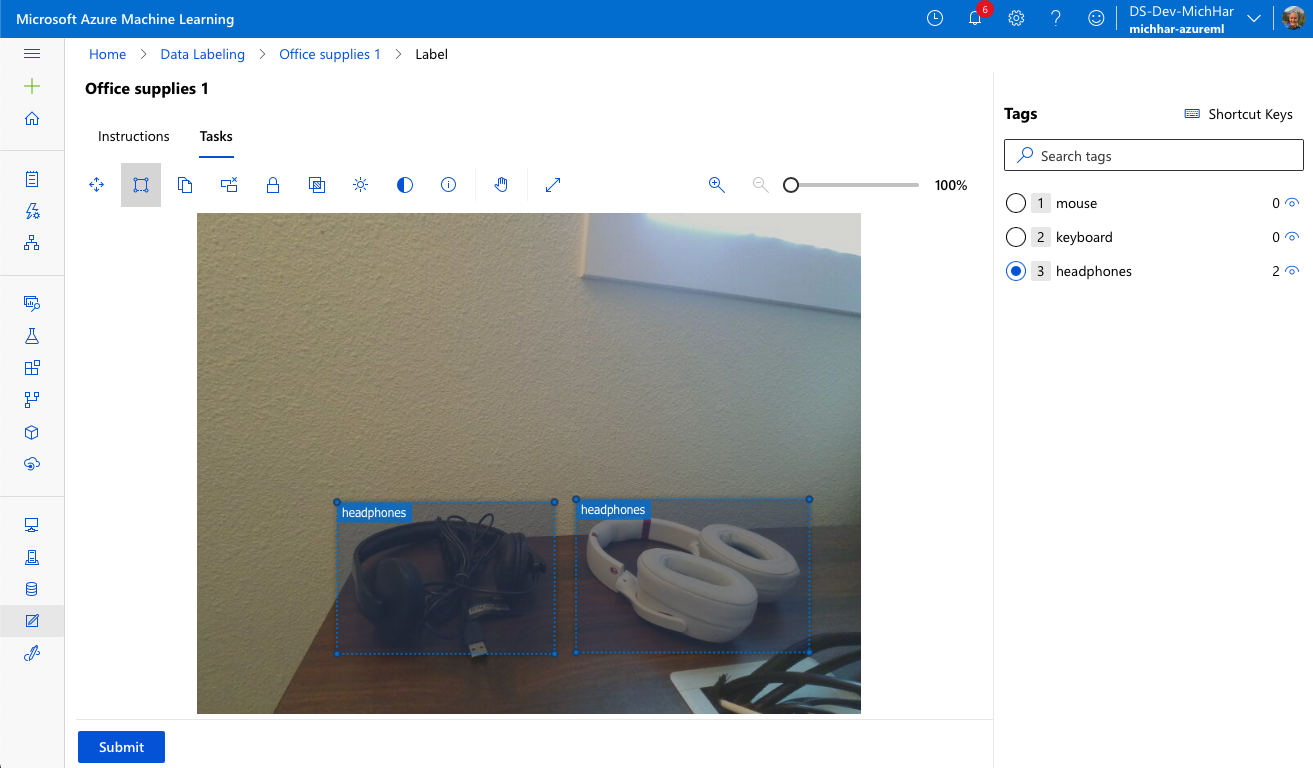 Microsoft Azure Machine Learning
6
DS-Dev-MichHar
michhar-azureml
Home > Data Labeling > Office supplies 1 > Label
Office supplies 1
Instructions Tasks
100%
headphones
headphones
Submit
Tags
Shortcut Keys
Search tags
1 mouse 0
2 keyboard 0
3 headphones 2